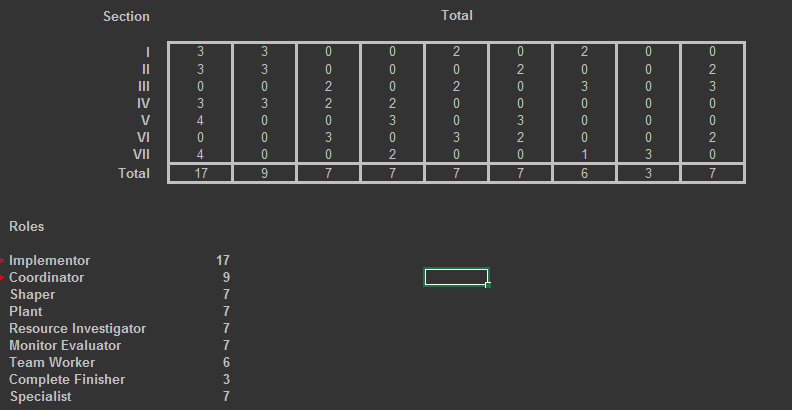 Section Total
I 3 3 0 0 2 0 2 0 0
II 3 3 0 0 0 2 0 0 2
III 0 0 2 0 2 0 3 0 3
IV 3 3 2 2 0 0 0 0 0
V 4 0 0 3 0 3 0 0 0
VI 0 0 3 0 3 2 0 0 2
VII 4 0 0 2 0 0 1 3 0
Total 17 9 7 7 7 7 6 3 7
Roles
Implementor 17
Coordinator 9
Shaper 7
Plant 7
Resource Investigator 7
Monitor Evaluator 7
Team Worker 6
Complete Finisher 3
Specialist 7